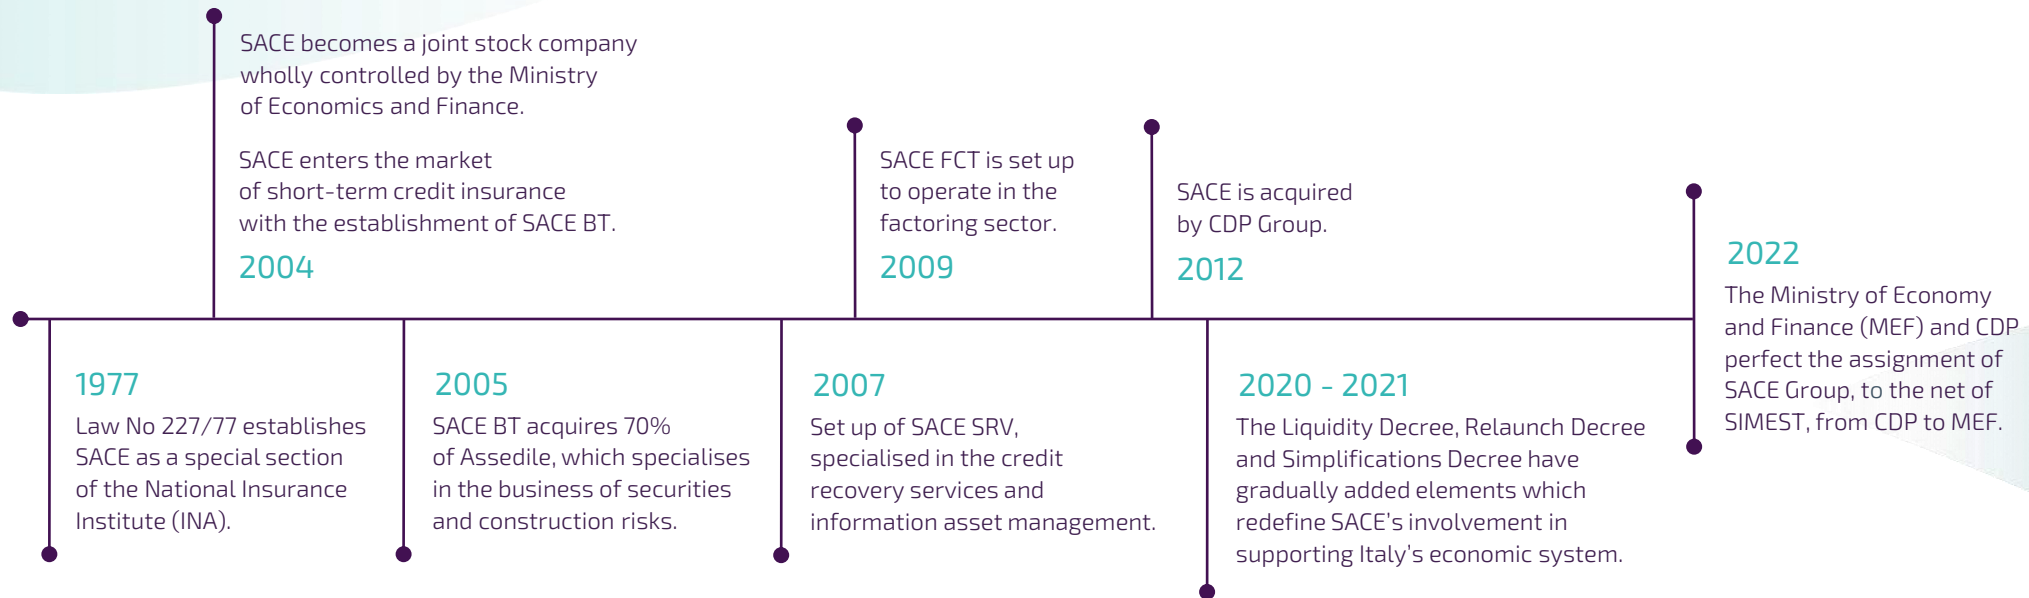 SACE becomes a joint stock company
wholly controlled by the Ministry
of Economics and Finance.
SACE enters the market
of short-term credit insurance
with the establishment of SACE BT.
2004
SACE FCT is set up
to operate in the
factoring sector.
2009
SACE is acquired
by CDP Group.
2012
2022
The Ministry of Economy
and Finance (MEF) and CDP
perfect the assignment of
SACE Group, to the net of
SIMEST, from CDP to MEF.
1977
Law No 227/77 establishes
SACE as a special section
of the National Insurance
Institute (INA).
2005
SACE BT acquires 70%
of Assedile, which specialises
in the business of securities
and construction risks.
2007
Set up of SACE SRV,
specialised in the credit
recovery services and
information asset management.
2020 - 2021
The Liquidity Decree, Relaunch Decree
and Simplifications Decree have
gradually added elements which
redefine SACE's involvement in
supporting Italy's economic system.